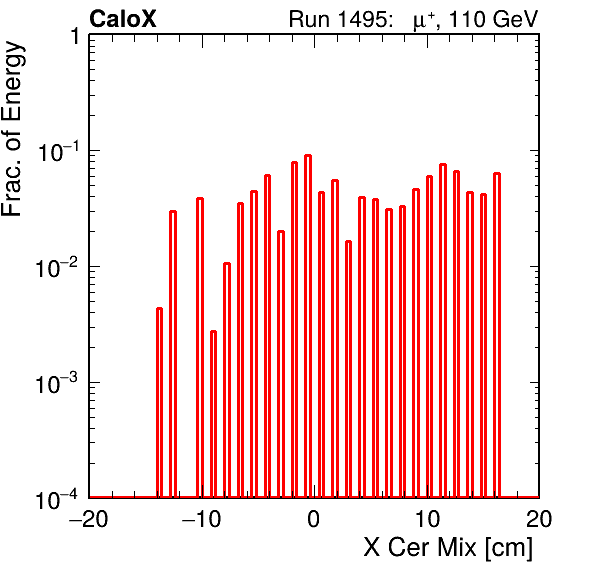 CaloX Run 1495: μ⁺, 110 GeV
Frac. of Energy
1
10⁻¹
10⁻²
10⁻³
10⁻⁴
−20 −10 0 10 20
X Cer Mix [cm]